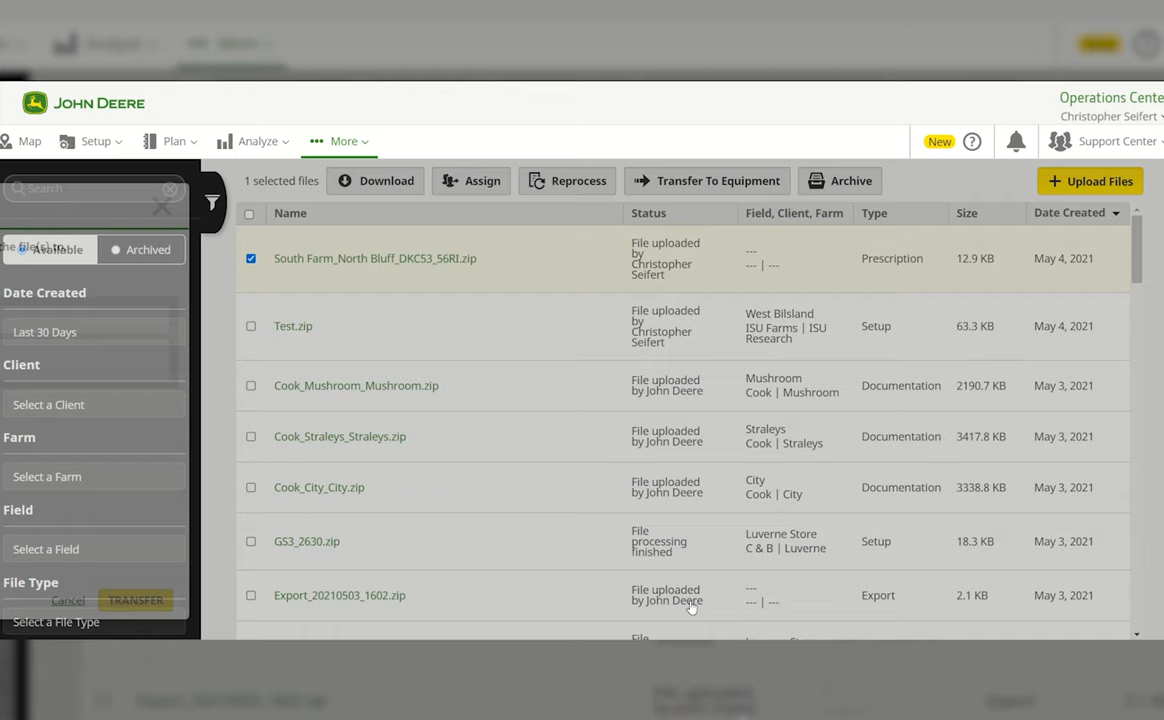 JOHN DEERE
Operations Cente
Christopher Seifert
Map
Setup
Plan
Analyze
More
New
?
Support Center
Search
the file(s) to
Available
Archived
Date Created
Last 30 Days
Client
Select a Client
Farm
Select a Farm
Field
Select a Field
File Type
Cancel
TRANSFER
Select a File Type
1 selected files
Download
Assign
Reprocess
Transfer To Equipment
Archive
+ Upload Files
Name Status Field, Client, Farm Type Size Date Created
South Farm_North Bluff_DKC53_56RI.zip
File uploaded
by
Christopher
Seifert
---
--- | ---
Prescription
12.9 KB
May 4, 2021
Test.zip
File uploaded
by
Christopher
Seifert
West Bilsland
ISU Farms | ISU
Research
Setup
63.3 KB
May 4, 2021
Cook_Mushroom_Mushroom.zip
File uploaded
by John Deere
Mushroom
Cook | Mushroom
Documentation
2190.7 KB
May 3, 2021
Cook_Straleys_Straleys.zip
File uploaded
by John Deere
Straleys
Cook | Straleys
Documentation
3417.8 KB
May 3, 2021
Cook_City_City.zip
File uploaded
by John Deere
City
Cook | City
Documentation
3338.8 KB
May 3, 2021
GS3_2630.zip
File
processing
finished
Luverne Store
C & B | Luverne
Setup
18.3 KB
May 3, 2021
Export_20210503_1602.zip
File uploaded
by John Deere
---
--- | ---
Export
2.1 KB
May 3, 2021
File